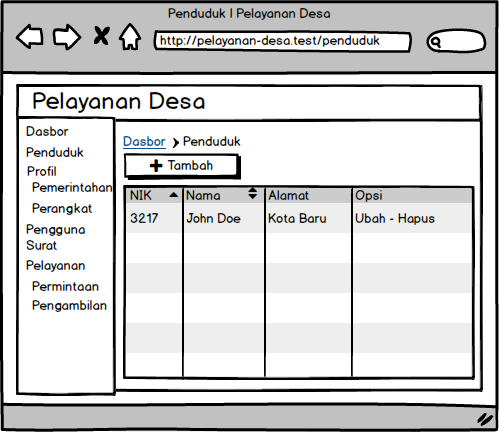 Penduduk | Pelayanan Desa
http://pelayanan-desa.test/penduduk
Pelayanan Desa
Dasbor
Penduduk
Profil
Pemerintahan
Perangkat
Pengguna
Surat
Pelayanan
Permintaan
Pengambilan
Dasbor > Penduduk
+ Tambah
NIK Nama Alamat Opsi
3217 John Doe Kota Baru Ubah - Hapus